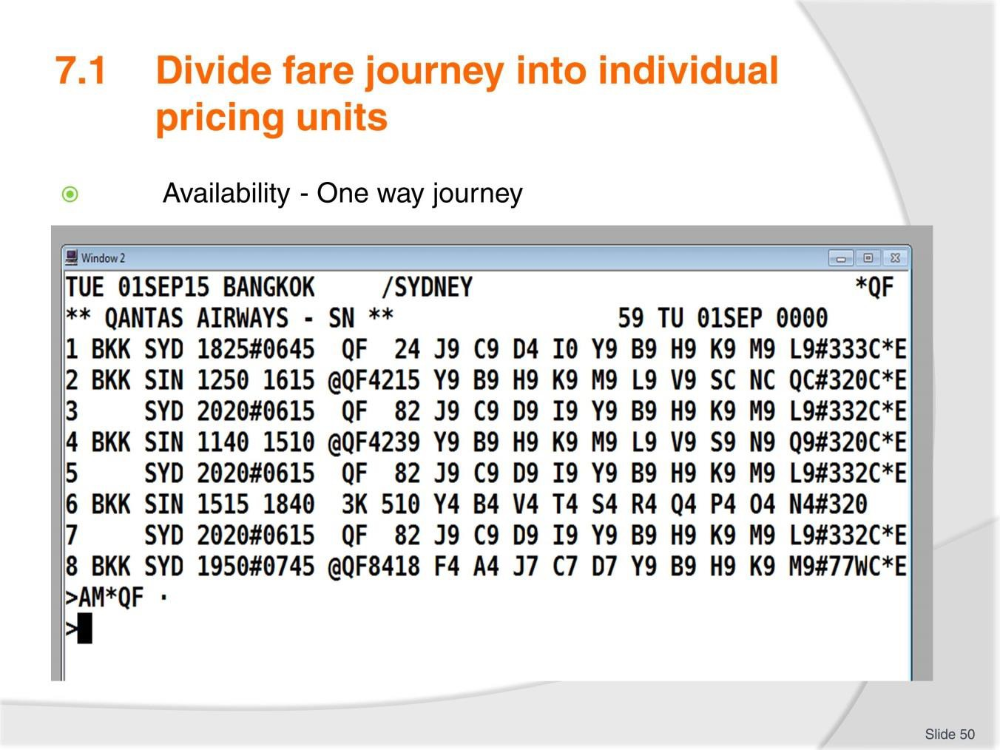 7.1 Divide fare journey into individual
pricing units
Availability - One way journey
Window 2
TUE 01SEP15 BANGKOK /SYDNEY *QF
** QANTAS AIRWAYS - SN ** 59 TU 01SEP 0000
1 BKK SYD 1825#0645 QF 24 J9 C9 D4 I0 Y9 B9 H9 K9 M9 L9#333C*E
2 BKK SIN 1250 1615 @QF4215 Y9 B9 H9 K9 M9 L9 V9 SC NC QC#320C*E
3 SYD 2020#0615 QF 82 J9 C9 D9 I9 Y9 B9 H9 K9 M9 L9#332C*E
4 BKK SIN 1140 1510 @QF4239 Y9 B9 H9 K9 M9 L9 V9 S9 N9 Q9#320C*E
5 SYD 2020#0615 QF 82 J9 C9 D9 I9 Y9 B9 H9 K9 M9 L9#332C*E
6 BKK SIN 1515 1840 3K 510 Y4 B4 V4 T4 S4 R4 Q4 P4 O4 N4#320
7 SYD 2020#0615 QF 82 J9 C9 D9 I9 Y9 B9 H9 K9 M9 L9#332C*E
8 BKK SYD 1950#0745 @QF8418 F4 A4 J7 C7 D7 Y9 B9 H9 K9 M9#77WC*E
>AM*QF ·
>
Slide 50